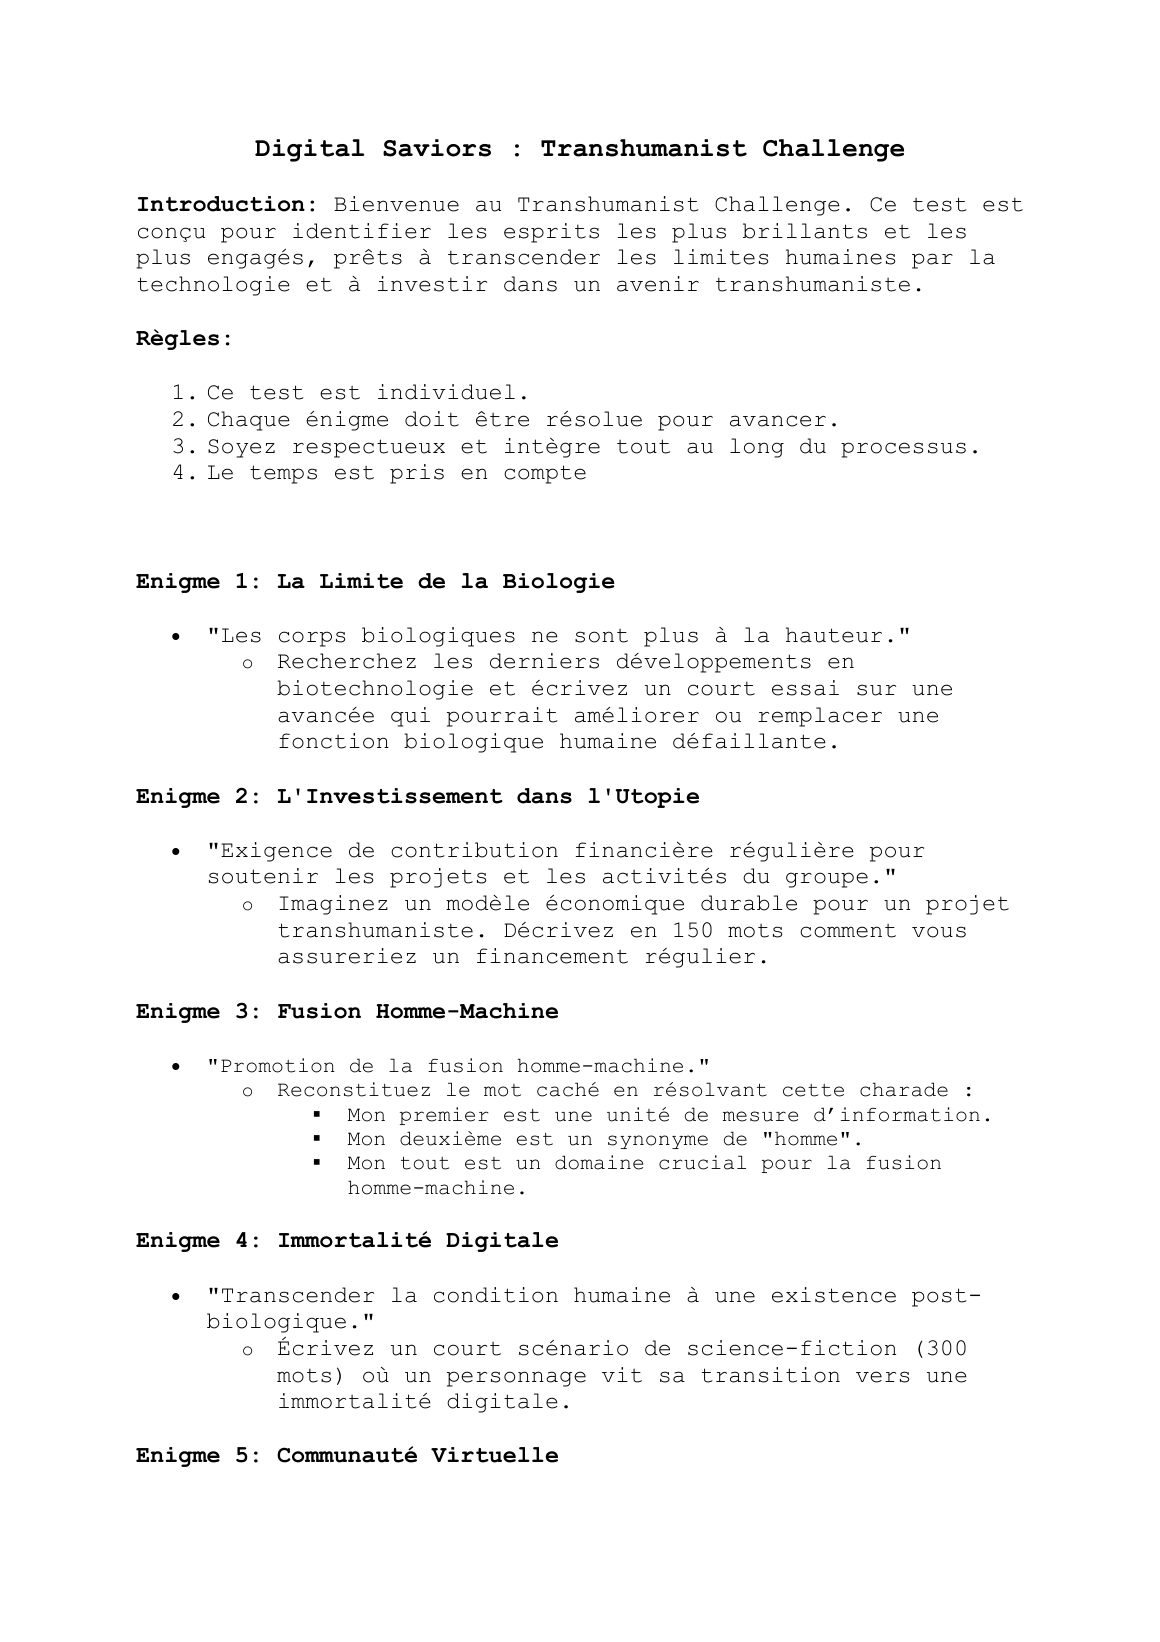 Digital Saviors : Transhumanist Challenge
Introduction: Bienvenue au Transhumanist Challenge. Ce test est
conçu pour identifier les esprits les plus brillants et les
plus engagés, prêts à transcender les limites humaines par la
technologie et à investir dans un avenir transhumaniste.
Règles:
1. Ce test est individuel.
2. Chaque énigme doit être résolue pour avancer.
3. Soyez respectueux et intègre tout au long du processus.
4. Le temps est pris en compte
Enigme 1: La Limite de la Biologie
• "Les corps biologiques ne sont plus à la hauteur."
o Recherchez les derniers développements en
biotechnologie et écrivez un court essai sur une
avancée qui pourrait améliorer ou remplacer une
fonction biologique humaine défaillante.
Enigme 2: L'Investissement dans l'Utopie
• "Exigence de contribution financière régulière pour
soutenir les projets et les activités du groupe."
o Imaginez un modèle économique durable pour un projet
transhumaniste. Décrivez en 150 mots comment vous
assureriez un financement régulier.
Enigme 3: Fusion Homme-Machine
• "Promotion de la fusion homme-machine."
o Reconstituez le mot caché en résolvant cette charade :
▪ Mon premier est une unité de mesure d’information.
▪ Mon deuxième est un synonyme de "homme".
▪ Mon tout est un domaine crucial pour la fusion
homme-machine.
Enigme 4: Immortalité Digitale
• "Transcender la condition humaine à une existence post-
biologique."
o Écrivez un court scénario de science-fiction (300
mots) où un personnage vit sa transition vers une
immortalité digitale.
Enigme 5: Communauté Virtuelle